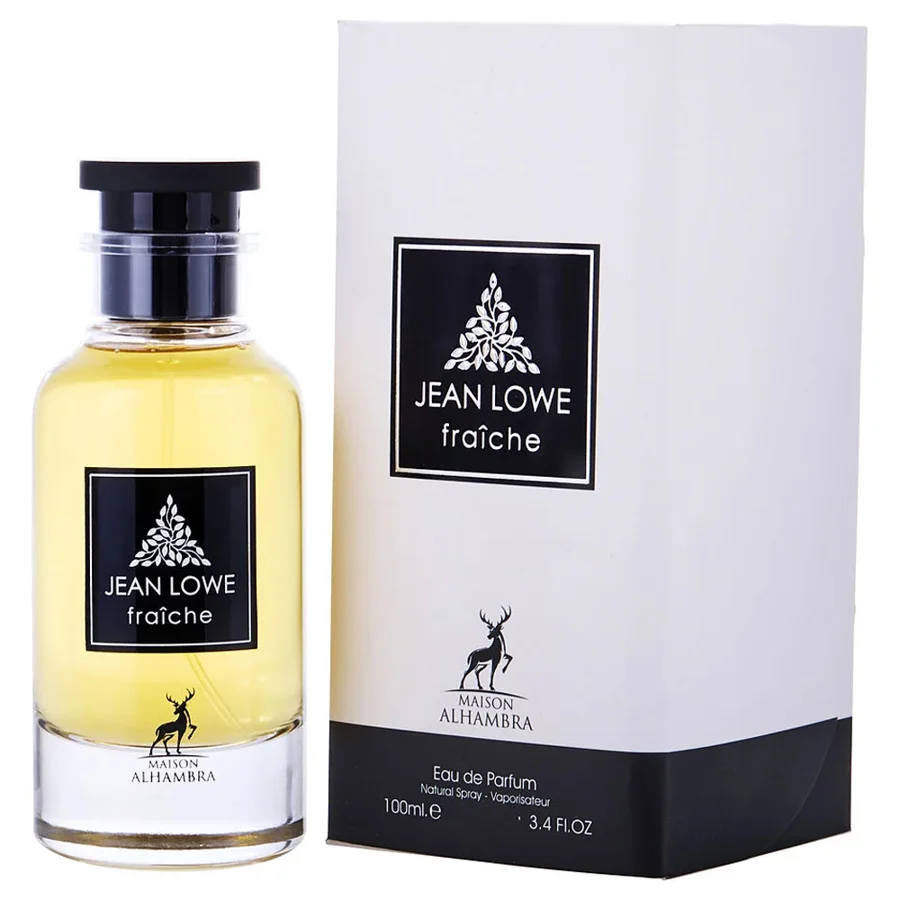 JEAN LOWE
fraîche
MAISON
ALHAMBRA
JEAN LOWE
fraîche
MAISON
ALHAMBRA
Eau de Parfum
Natural Spray - Vaporisateur
100ml.e 3.4 Fl.OZ